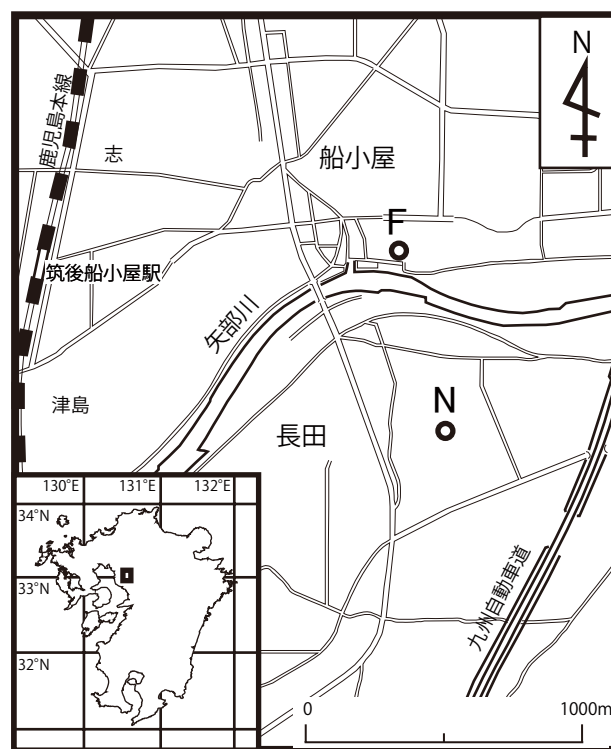 N
鹿児島本線
志
船小屋
F
筑後船小屋駅
矢部川
津島
N
長田
130°E
131°E
132°E
34°N
33°N
32°N
九州自動車道
0
1000m